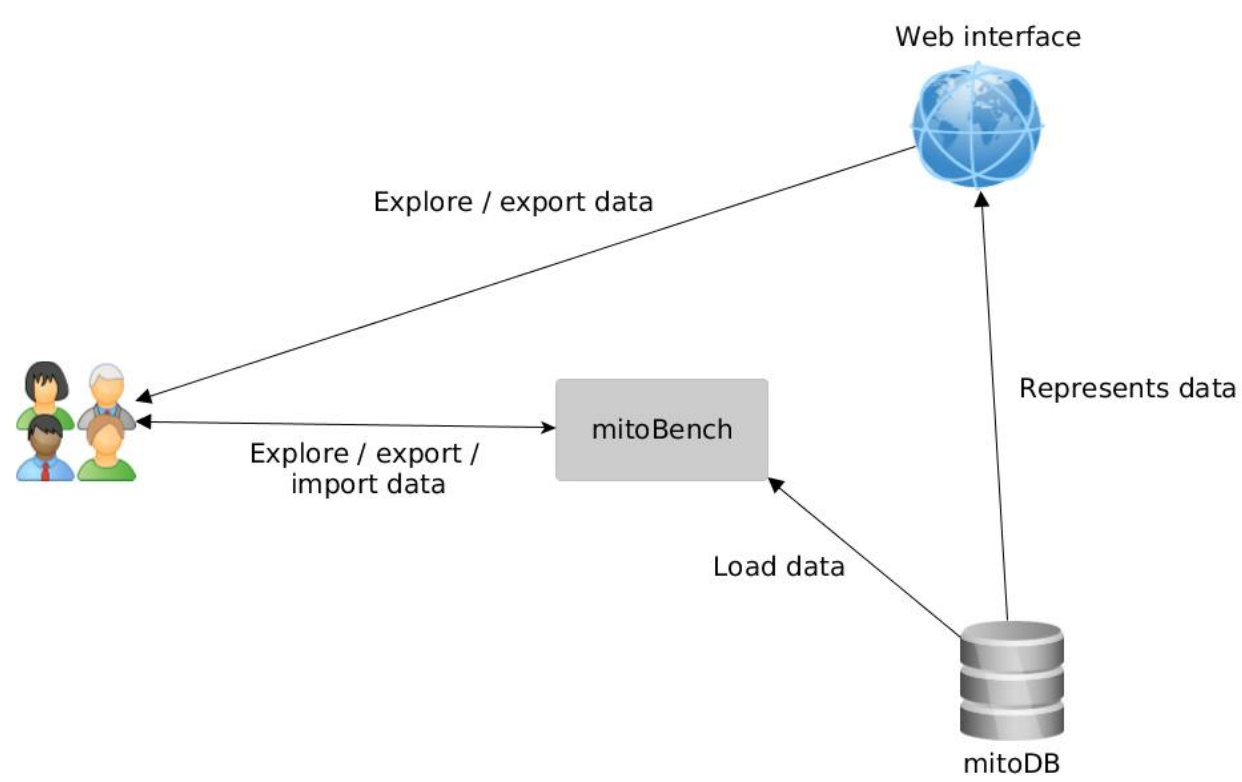 Web interface
Explore / export data
Represents data
mitoBench
Explore / export /
import data
Load data
mitoDB